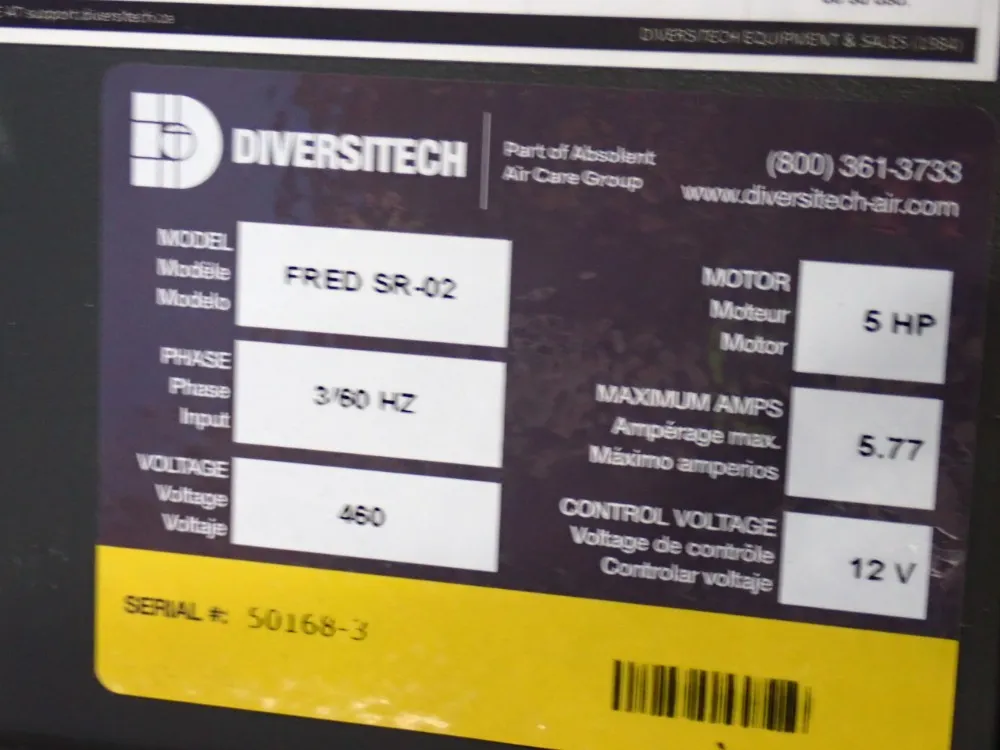 support@diversitech.ca
DIVERSITECH EQUIPMENT & SALES (1984)
DIVERSITECH
Part of Absolent
Air Care Group
(800) 361-3733
www.diversitech-air.com
MODEL
Modèle
Modelo
FRED SR-02
PHASE
Phase
Input
3/60 HZ
VOLTAGE
Voltage
Voltaje
460
MOTOR
Moteur
Motor
5 HP
MAXIMUM AMPS
Ampérage max.
Máximo amperios
5.77
CONTROL VOLTAGE
Voltage de contrôle
Controlar voltaje
12 V
SERIAL #: 50168-3